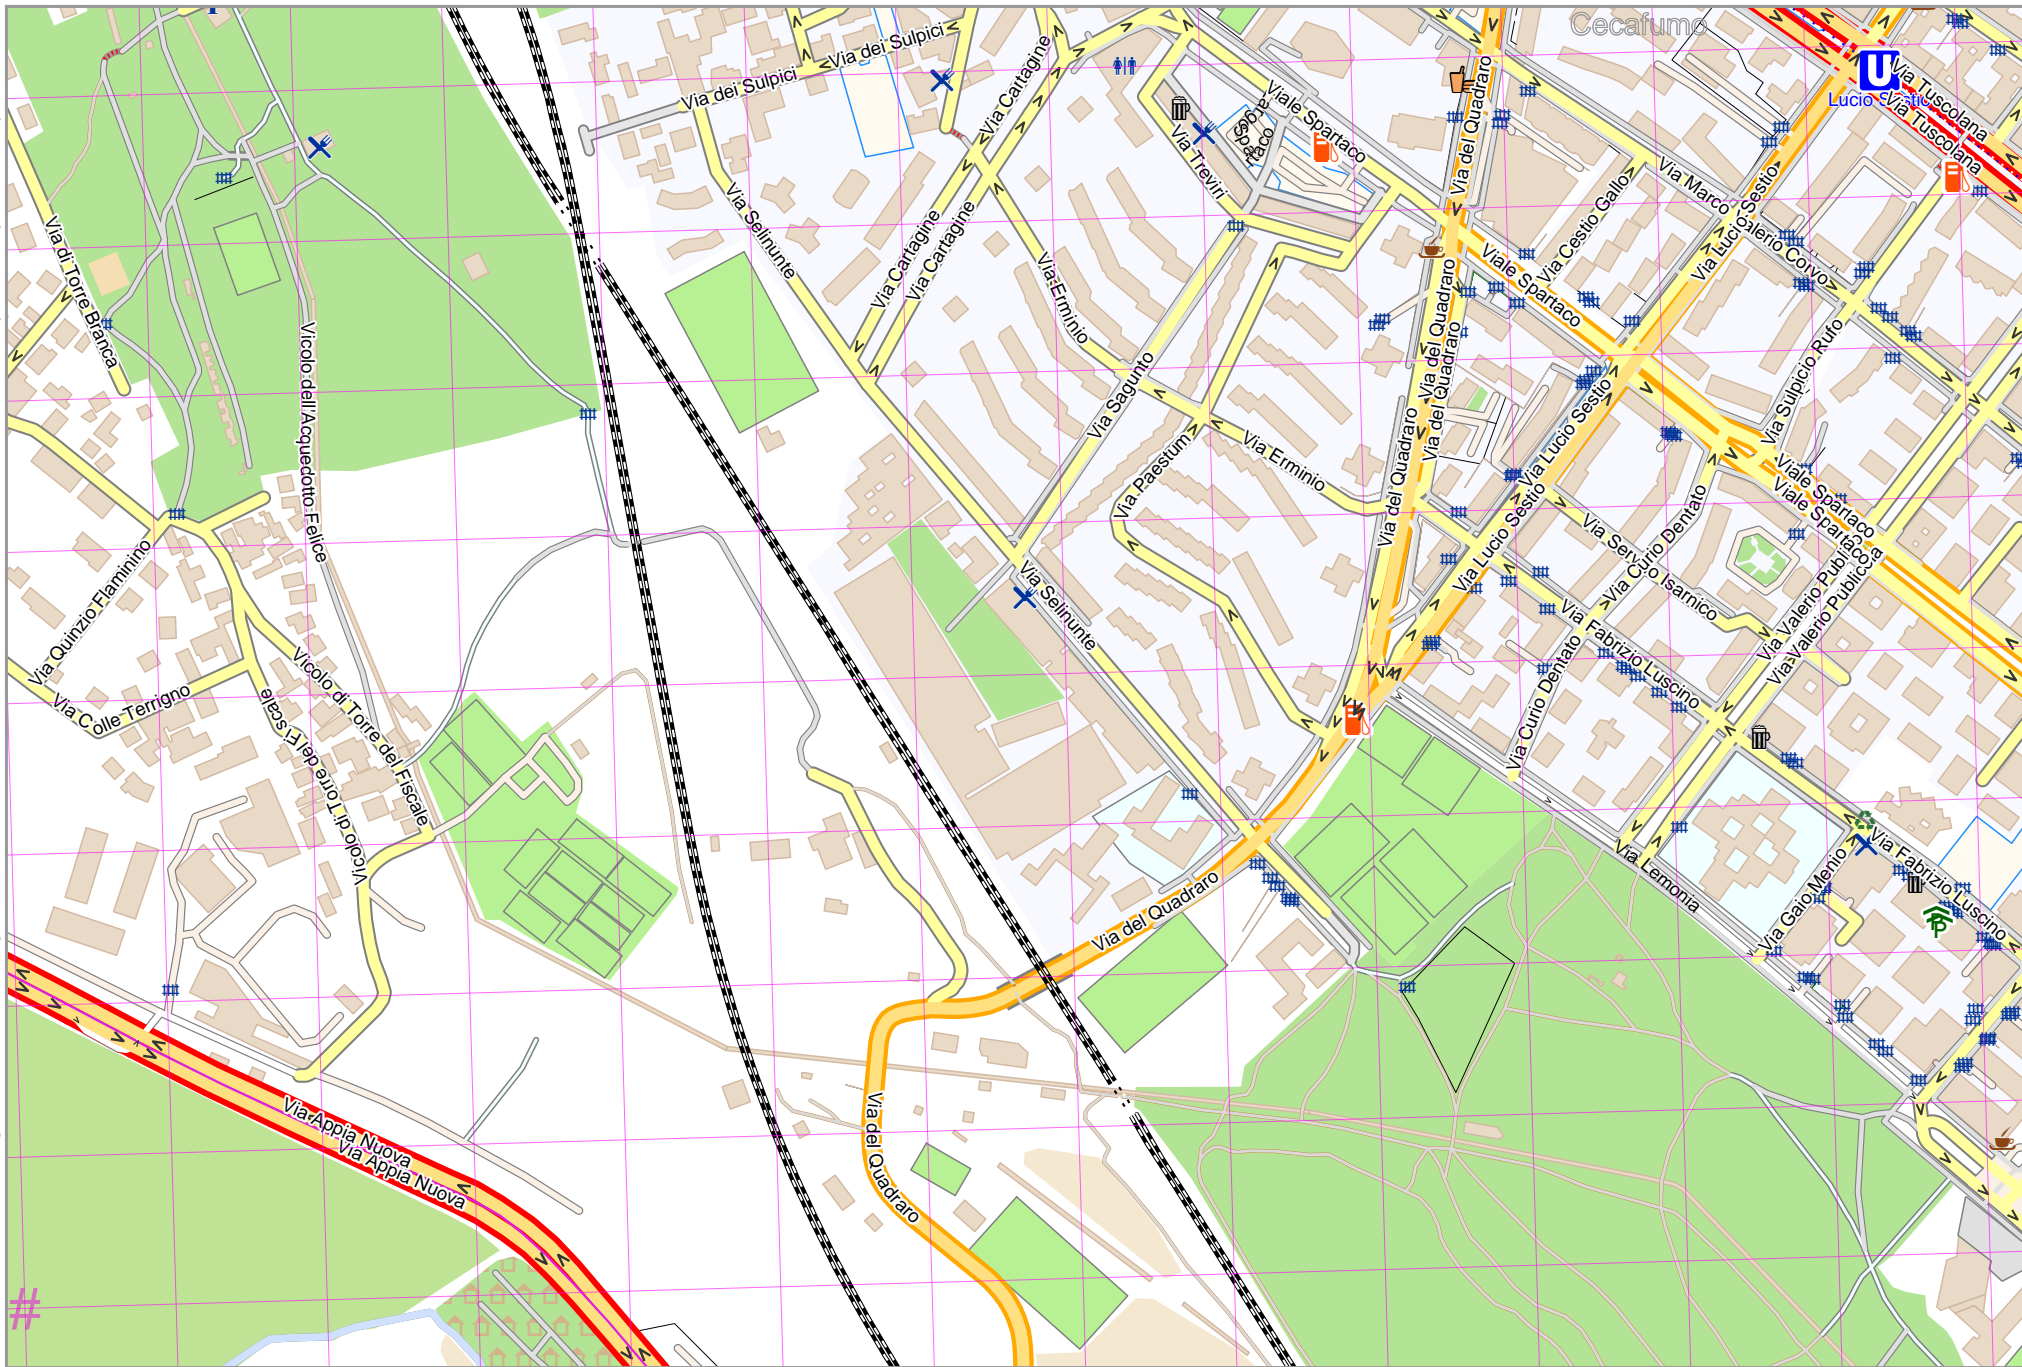 Cecafumo
Via dei Sulpici
Via dei Sulpici
Via Cartagine
Viale Spartaco
Via del Quadraro
Via Tuscolana
Via Tuscolana
Via Treviri
Via Marco Valerio Corvo
Via Lucio Sestio
Via Cestio Gallo
Via di Torre Branca
Via Selinunte
Via Cartagine
Via Cartagine
Via Erminio
Viale Spartaco
Via del Quadraro
Via del Quadraro
Vicolo dell'Acquedotto Felice
Via Sagunto
Via Sulpicio Rufo
Via Lucio Sestio
Via Erminio
Via Paestum
Via del Quadraro
Viale Spartaco
Viale Spartaco
Via Lucio Sestio
Via Servilio Isarnico
Via Curio Dentato
Via Quinzio Flaminino
Via Selinunte
Via Fabrizio Luscino
Via Valerio Publicola
Via Valerio Publicola
Via Colle Terrigno
Vicolo di Torre del Fiscale
Vicolo di Torre del Fiscale
Via Curio Dentato
Via Lemonia
Via Gaio Menio
Via Fabrizio Luscino
Via del Quadraro
Via Appia Nuova
Via Appia Nuova
Via del Quadraro
#